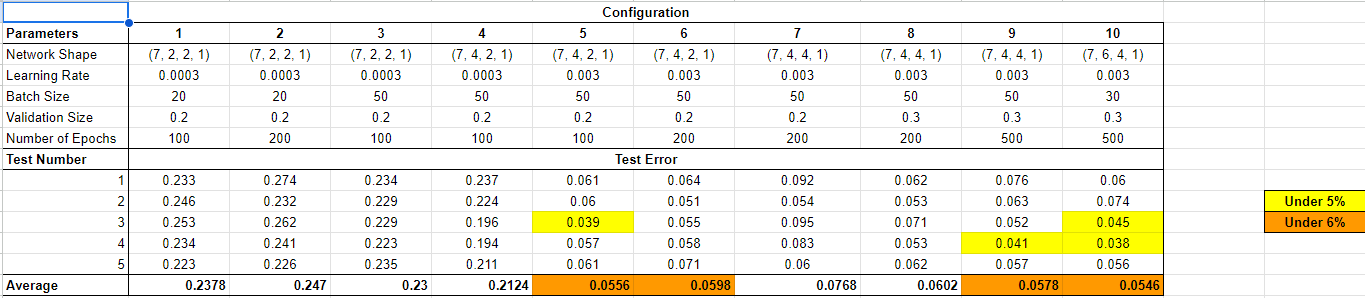 Configuration
Parameters 1 2 3 4 5 6 7 8 9 10
Network Shape (7, 2, 2, 1) (7, 2, 2, 1) (7, 2, 2, 1) (7, 4, 2, 1) (7, 4, 2, 1) (7, 4, 2, 1) (7, 4, 4, 1) (7, 4, 4, 1) (7, 4, 4, 1) (7, 6, 4, 1)
Learning Rate 0.0003 0.0003 0.0003 0.0003 0.003 0.003 0.003 0.003 0.003 0.003
Batch Size 20 20 50 50 50 50 50 50 50 30
Validation Size 0.2 0.2 0.2 0.2 0.2 0.2 0.2 0.3 0.3 0.3
Number of Epochs 100 200 100 100 100 200 200 200 500 500
Test Number Test Error
1 0.233 0.274 0.234 0.237 0.061 0.064 0.092 0.062 0.076 0.06
2 0.246 0.232 0.229 0.224 0.06 0.051 0.054 0.053 0.063 0.074 Under 5%
3 0.253 0.262 0.229 0.196 0.039 0.055 0.095 0.071 0.052 0.045 Under 6%
4 0.234 0.241 0.223 0.194 0.057 0.058 0.083 0.053 0.041 0.038
5 0.223 0.226 0.235 0.211 0.061 0.071 0.06 0.062 0.057 0.056
Average 0.2378 0.247 0.23 0.2124 0.0556 0.0598 0.0768 0.0602 0.0578 0.0546